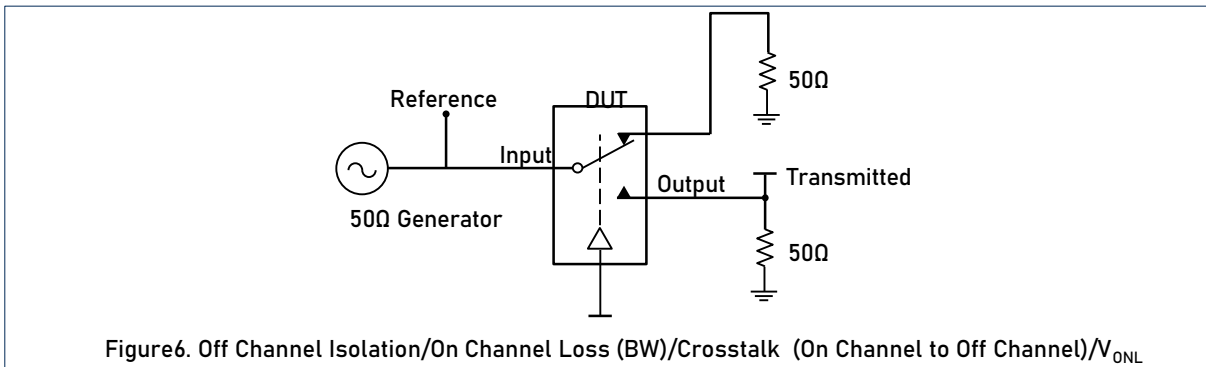 50Ω
Reference
DUT
Input
Output
Transmitted
50Ω Generator
50Ω
Figure6. Off Channel Isolation/On Channel Loss (BW)/Crosstalk (On Channel to Off Channel)/VONL